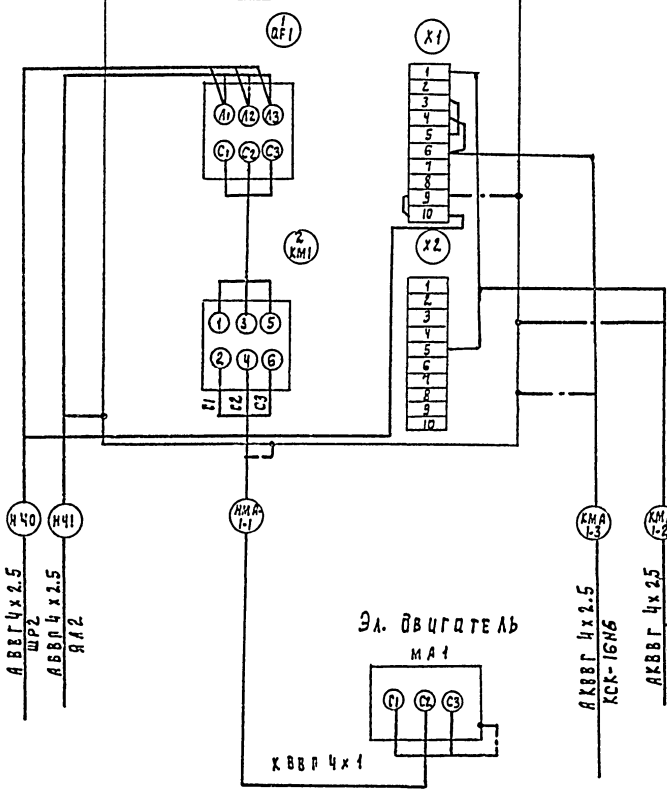 1
QF1
X1
1
2
3
4
5
6
7
8
9
10
Л1 Л2 Л3
С1 С2 С3
2
КМ1
X2
1
2
3
4
5
6
7
8
9
10
1 3 5
2 4 6
С1 С2 С3
Н40
Н41
НМА-
1-1
КМА
1-3
КМ
1-2
АВВГ 4х2.5
ШР2
АВВГ 4х2.5
ЯЛ2
АКВВГ 4х2.5
КСК-16№6
АКВВГ 4х2,5
Эл. двигатель
МА1
С1 С2 С3
КВВГ 4х1